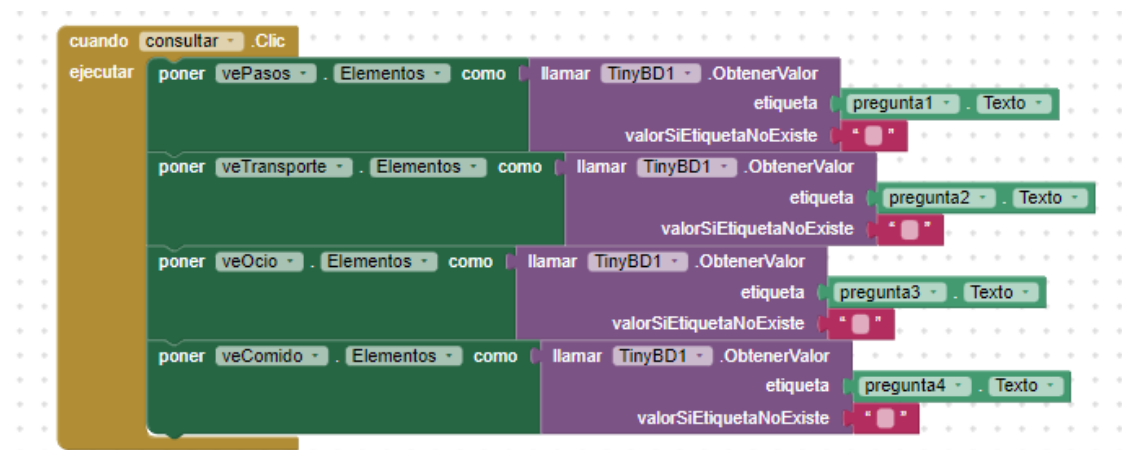 cuando consultar .Clic
ejecutar poner vePasos . Elementos como llamar TinyBD1 .ObtenerValor
etiqueta pregunta1 . Texto
valorSiEtiquetaNoExiste " "
poner veTransporte . Elementos como llamar TinyBD1 .ObtenerValor
etiqueta pregunta2 . Texto
valorSiEtiquetaNoExiste " "
poner veOcio . Elementos como llamar TinyBD1 .ObtenerValor
etiqueta pregunta3 . Texto
valorSiEtiquetaNoExiste " "
poner veComido . Elementos como llamar TinyBD1 .ObtenerValor
etiqueta pregunta4 . Texto
valorSiEtiquetaNoExiste " "